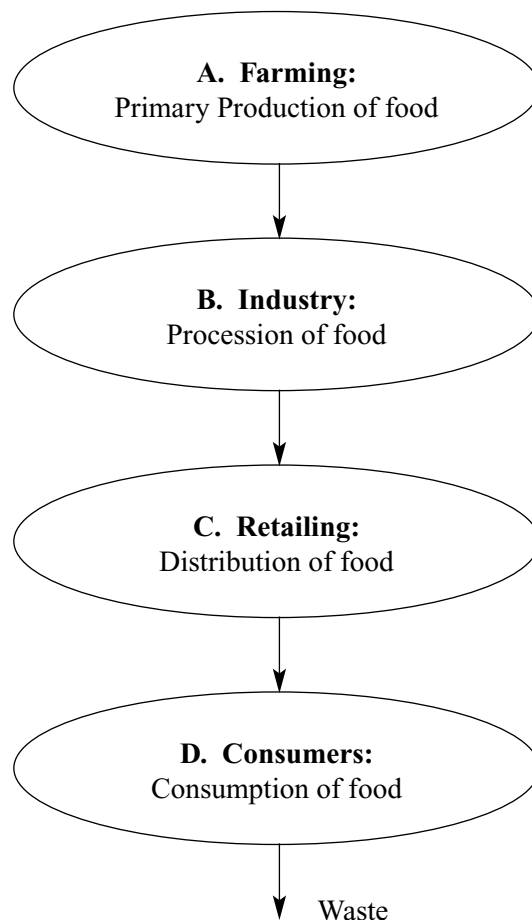 A. Farming:
Primary Production of food
B. Industry:
Procession of food
C. Retailing:
Distribution of food
D. Consumers:
Consumption of food
Waste